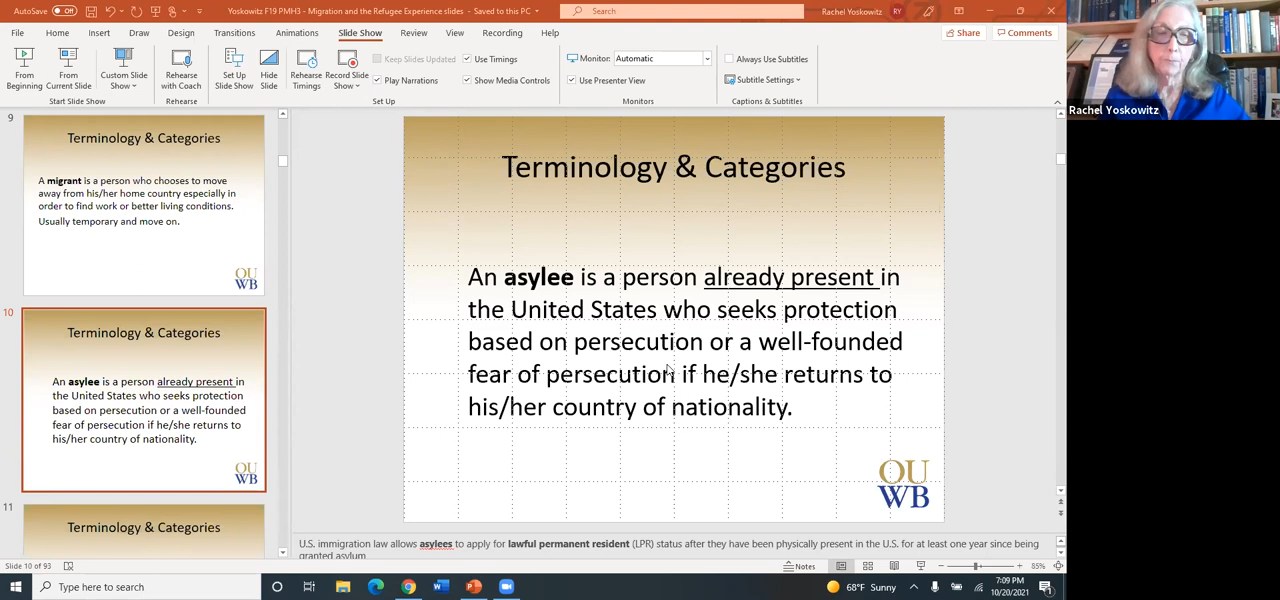 AutoSave Off Yoskowitz F19 PMH3 - Migration and the Refugee Experience slides - Saved to this PC Search Rachel Yoskowitz RY
File Home Insert Draw Design Transitions Animations Slide Show Review View Recording Help Share Comments
From Beginning
From Current Slide
Custom Slide Show
Start Slide Show
Rehearse with Coach
Rehearse
Set Up Slide Show
Hide Slide
Rehearse Timings
Record Slide Show
Keep Slides Updated
Play Narrations
Use Timings
Show Media Controls
Set Up
Monitor: Automatic
Use Presenter View
Monitors
Always Use Subtitles
Subtitle Settings
Captions & Subtitles
Rachel Yoskowitz
9
Terminology & Categories
A migrant is a person who chooses to move
away from his/her home country especially in
order to find work or better living conditions.
Usually temporary and move on.
OU
WB
10
Terminology & Categories
An asylee is a person already present in
the United States who seeks protection
based on persecution or a well-founded
fear of persecution if he/she returns to
his/her country of nationality.
OU
WB
11
Terminology & Categories
Terminology & Categories
An asylee is a person already present in
the United States who seeks protection
based on persecution or a well-founded
fear of persecution if he/she returns to
his/her country of nationality.
OU
WB
U.S. immigration law allows asylees to apply for lawful permanent resident (LPR) status after they have been physically present in the U.S. for at least one year since being
granted asylum
Slide 10 of 93 Notes 85%
Type here to search 68°F Sunny 7:09 PM
10/20/2021